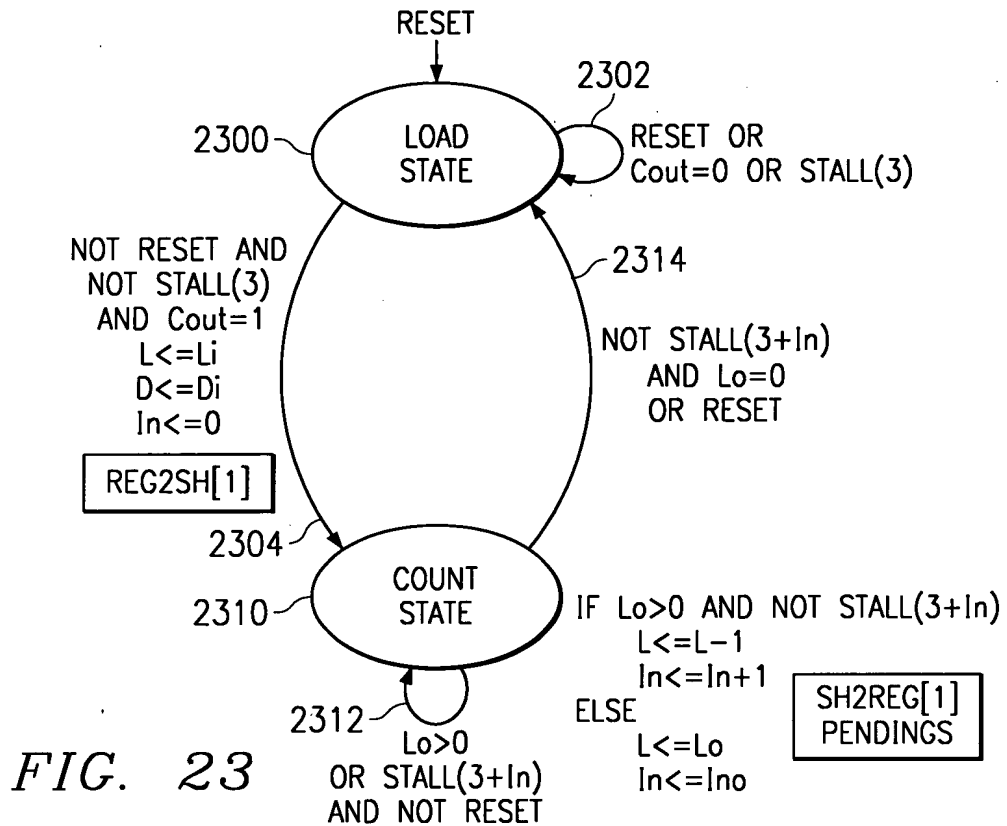 RESET
2302
2300
LOAD
STATE
RESET OR
Cout=0 OR STALL(3)
NOT RESET AND
NOT STALL(3)
AND Cout=1
L<=Li
D<=Di
In<=0
REG2SH[1]
2304
2314
NOT STALL(3+In)
AND Lo=0
OR RESET
2310
COUNT
STATE
IF Lo>0 AND NOT STALL(3+In)
L<=L-1
In<=In+1
ELSE
L<=Lo
In<=Ino
SH2REG[1]
PENDINGS
2312
Lo>0
OR STALL(3+In)
AND NOT RESET
FIG. 23